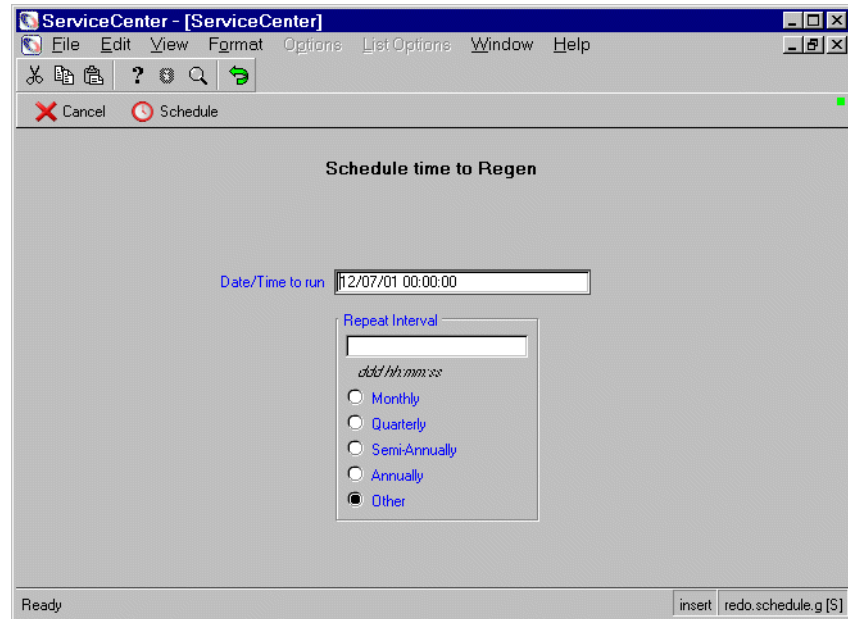 ServiceCenter - [ServiceCenter]
File Edit View Format Options List Options Window Help
?
Cancel Schedule
Schedule time to Regen
Date/Time to run 12/07/01 00:00:00
Repeat Interval
ddd hh:mm:ss
Monthly
Quarterly
Semi-Annually
Annually
Other
Ready insert redo.schedule.g [S]